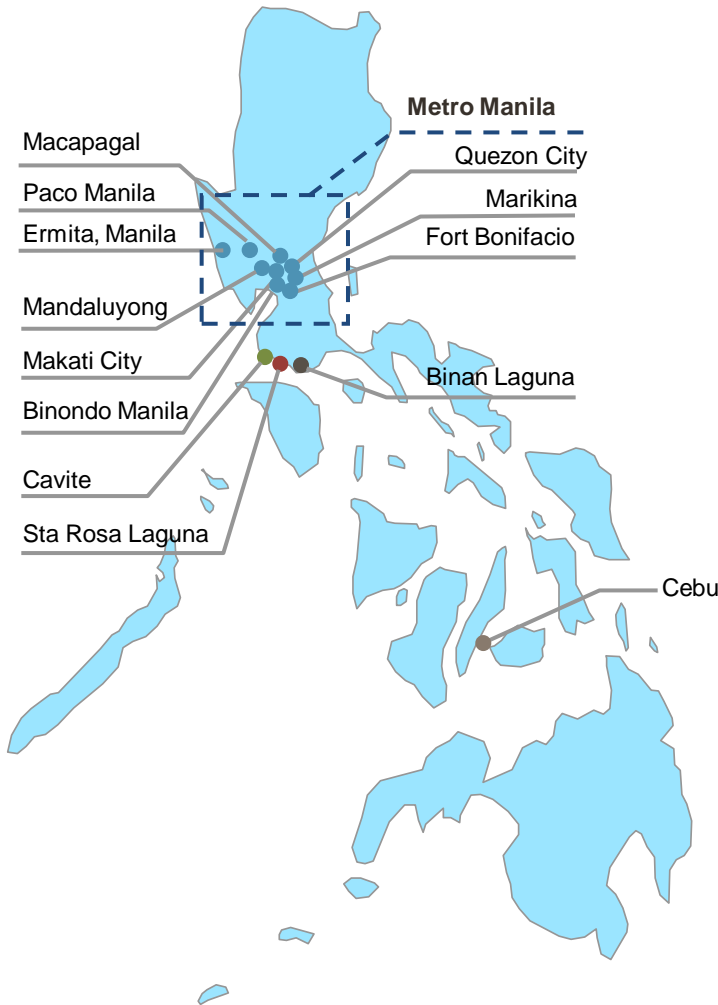 Metro Manila
Macapagal
Quezon City
Paco Manila
Marikina
Ermita, Manila
Fort Bonifacio
Mandaluyong
Makati City
Binan Laguna
Binondo Manila
Cavite
Sta Rosa Laguna
Cebu